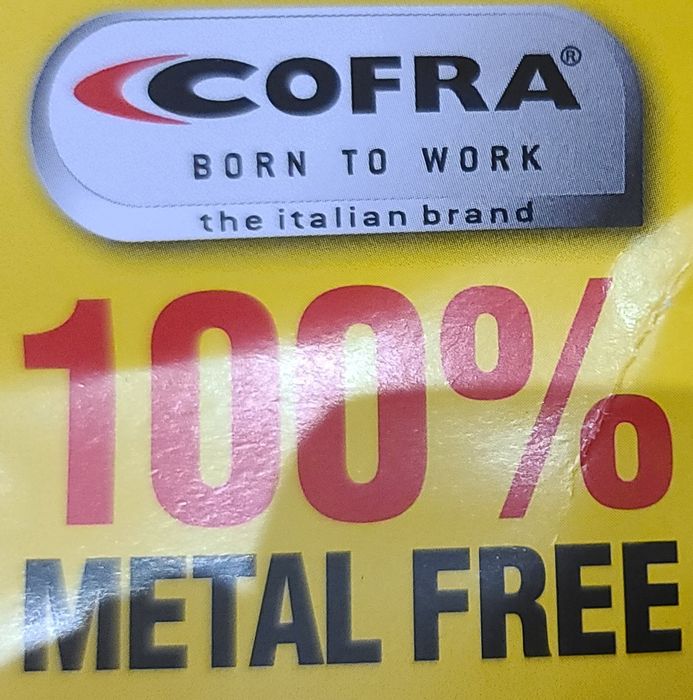 COFRA®
BORN TO WORK
the italian brand
100%
METAL FREE